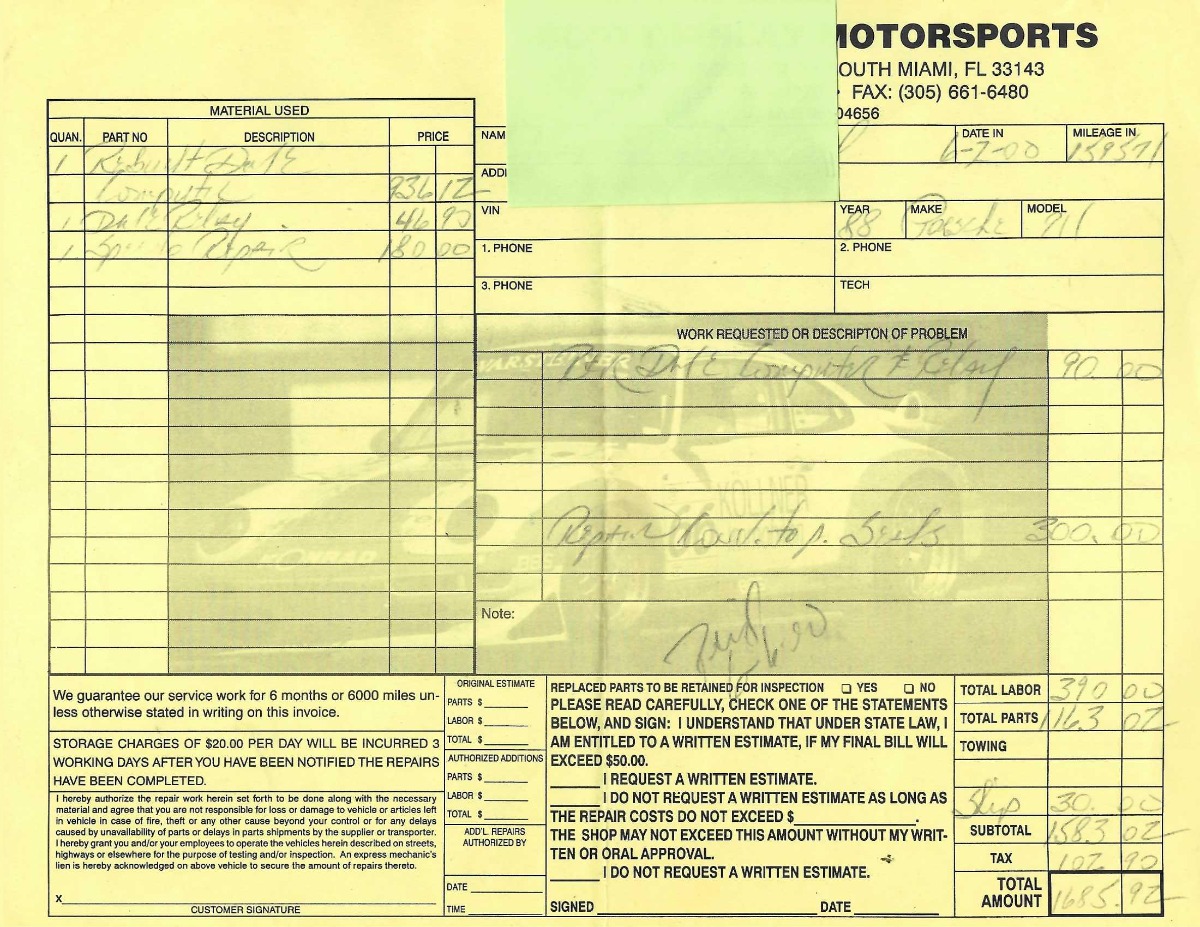 MOTORSPORTS
OUTH MIAMI, FL 33143
• FAX: (305) 661-6480
04656
MATERIAL USED
QUAN. PART NO DESCRIPTION PRICE
1 Rebuilt
Computer 936 12
1 Relay 46 90
1 Speedo Repair 180 00
NAM
ADD
VIN
DATE IN 6-7-00
MILEAGE IN 159571
YEAR 88 MAKE Porsche MODEL 911
1. PHONE 2. PHONE
3. PHONE TECH
WORK REQUESTED OR DESCRIPTON OF PROBLEM
Computer & Relay 90. 00
KOLLNER
Repair 300. 00
Note:
We guarantee our service work for 6 months or 6000 miles un-
less otherwise stated in writing on this invoice.
STORAGE CHARGES OF $20.00 PER DAY WILL BE INCURRED 3
WORKING DAYS AFTER YOU HAVE BEEN NOTIFIED THE REPAIRS
HAVE BEEN COMPLETED.
I hereby authorize the repair work herein set forth to be done along with the necessary
material and agree that you are not responsible for loss or damage to vehicle or articles left
in vehicle in case of fire, theft or any other cause beyond your control or for any delays
caused by unavailability of parts or delays in parts shipments by the supplier or transporter.
I hereby grant you and/or your employees to operate the vehicles herein described on streets,
highways or elsewhere for the purpose of testing and/or inspection. An express mechanic's
lien is hereby acknowledged on above vehicle to secure the amount of repairs thereto.
X
CUSTOMER SIGNATURE
ORIGINAL ESTIMATE
PARTS $
LABOR $
TOTAL $
AUTHORIZED ADDITIONS
PARTS $
LABOR $
TOTAL $
ADD'L. REPAIRS
AUTHORIZED BY
DATE
TIME
REPLACED PARTS TO BE RETAINED FOR INSPECTION ❑ YES ❑ NO
PLEASE READ CAREFULLY, CHECK ONE OF THE STATEMENTS
BELOW, AND SIGN: I UNDERSTAND THAT UNDER STATE LAW, I
AM ENTITLED TO A WRITTEN ESTIMATE, IF MY FINAL BILL WILL
EXCEED $50.00.
I REQUEST A WRITTEN ESTIMATE.
I DO NOT REQUEST A WRITTEN ESTIMATE AS LONG AS
THE REPAIR COSTS DO NOT EXCEED $ .
THE SHOP MAY NOT EXCEED THIS AMOUNT WITHOUT MY WRIT-
TEN OR ORAL APPROVAL.
I DO NOT REQUEST A WRITTEN ESTIMATE.
SIGNED DATE
TOTAL LABOR 390 00
TOTAL PARTS 1163 02
TOWING
Ship 30. 00
SUBTOTAL 1583 02
TAX 102 90
TOTAL
AMOUNT 1685.92